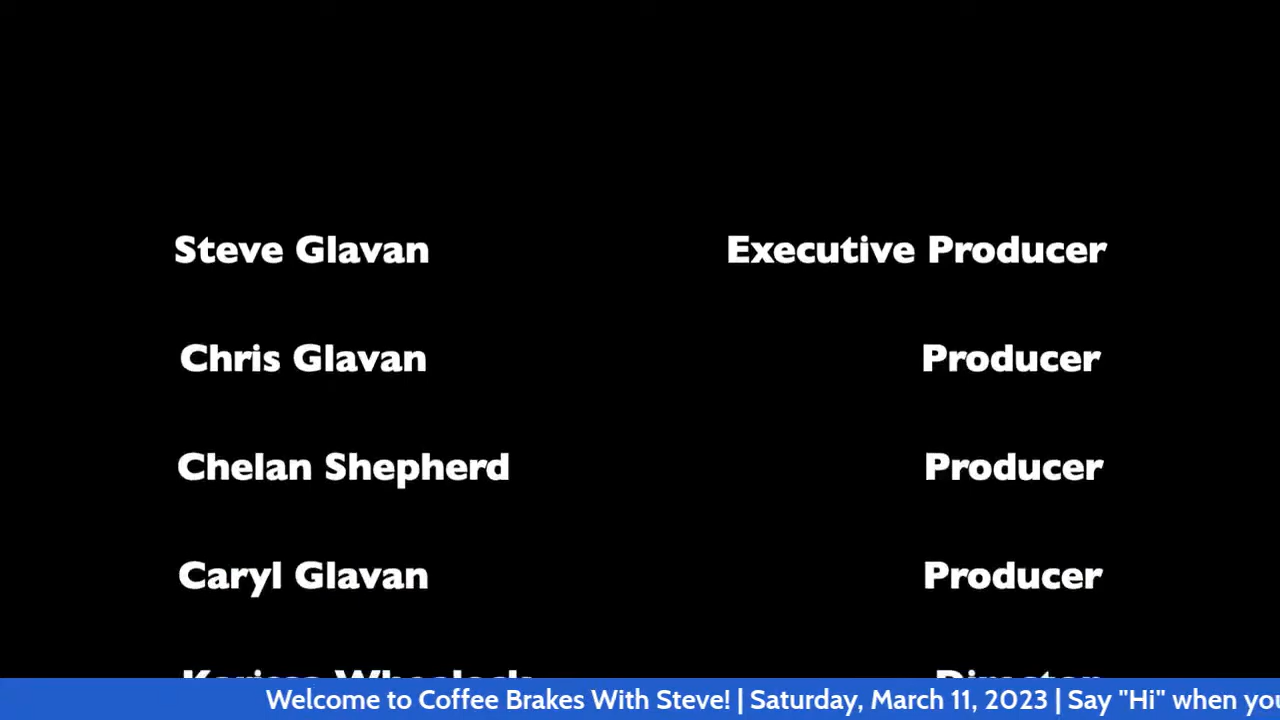 Steve Glavan Executive Producer
Chris Glavan Producer
Chelan Shepherd Producer
Caryl Glavan Producer
Director
Welcome to Coffee Brakes With Steve! | Saturday, March 11, 2023 | Say "Hi" when you